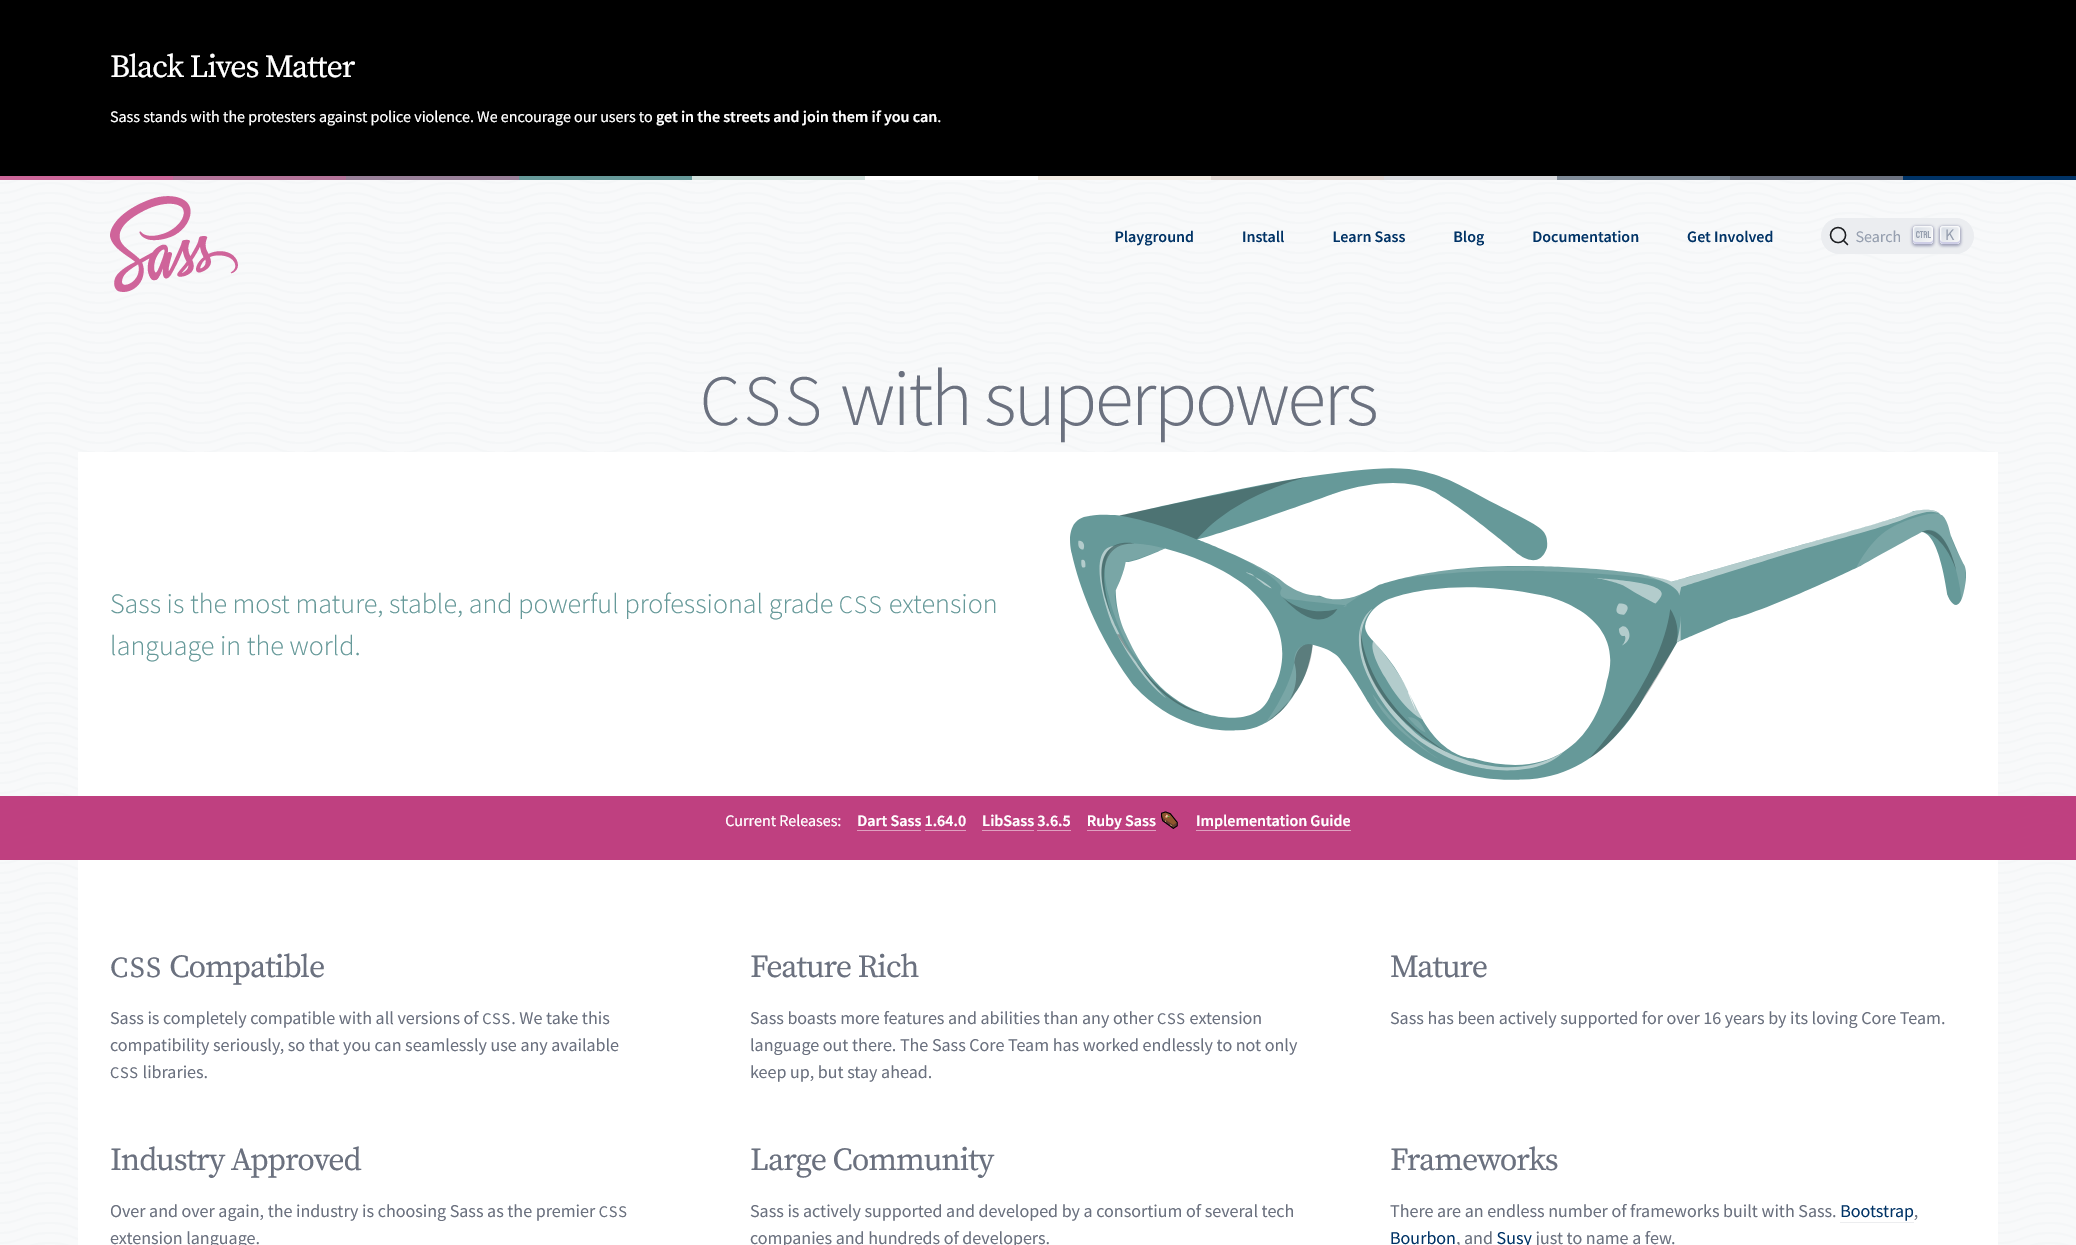 Black Lives Matter
Sass stands with the protesters against police violence. We encourage our users to get in the streets and join them if you can.
Sass
Playground Install Learn Sass Blog Documentation Get Involved Search CTRL K
CSS with superpowers
Sass is the most mature, stable, and powerful professional grade CSS extension
language in the world.
Current Releases: Dart Sass 1.64.0 LibSass 3.6.5 Ruby Sass Implementation Guide
CSS Compatible
Sass is completely compatible with all versions of CSS. We take this
compatibility seriously, so that you can seamlessly use any available
CSS libraries.
Feature Rich
Sass boasts more features and abilities than any other CSS extension
language out there. The Sass Core Team has worked endlessly to not only
keep up, but stay ahead.
Mature
Sass has been actively supported for over 16 years by its loving Core Team.
Industry Approved
Over and over again, the industry is choosing Sass as the premier CSS
extension language.
Large Community
Sass is actively supported and developed by a consortium of several tech
companies and hundreds of developers.
Frameworks
There are an endless number of frameworks built with Sass. Bootstrap,
Bourbon, and Susy just to name a few.